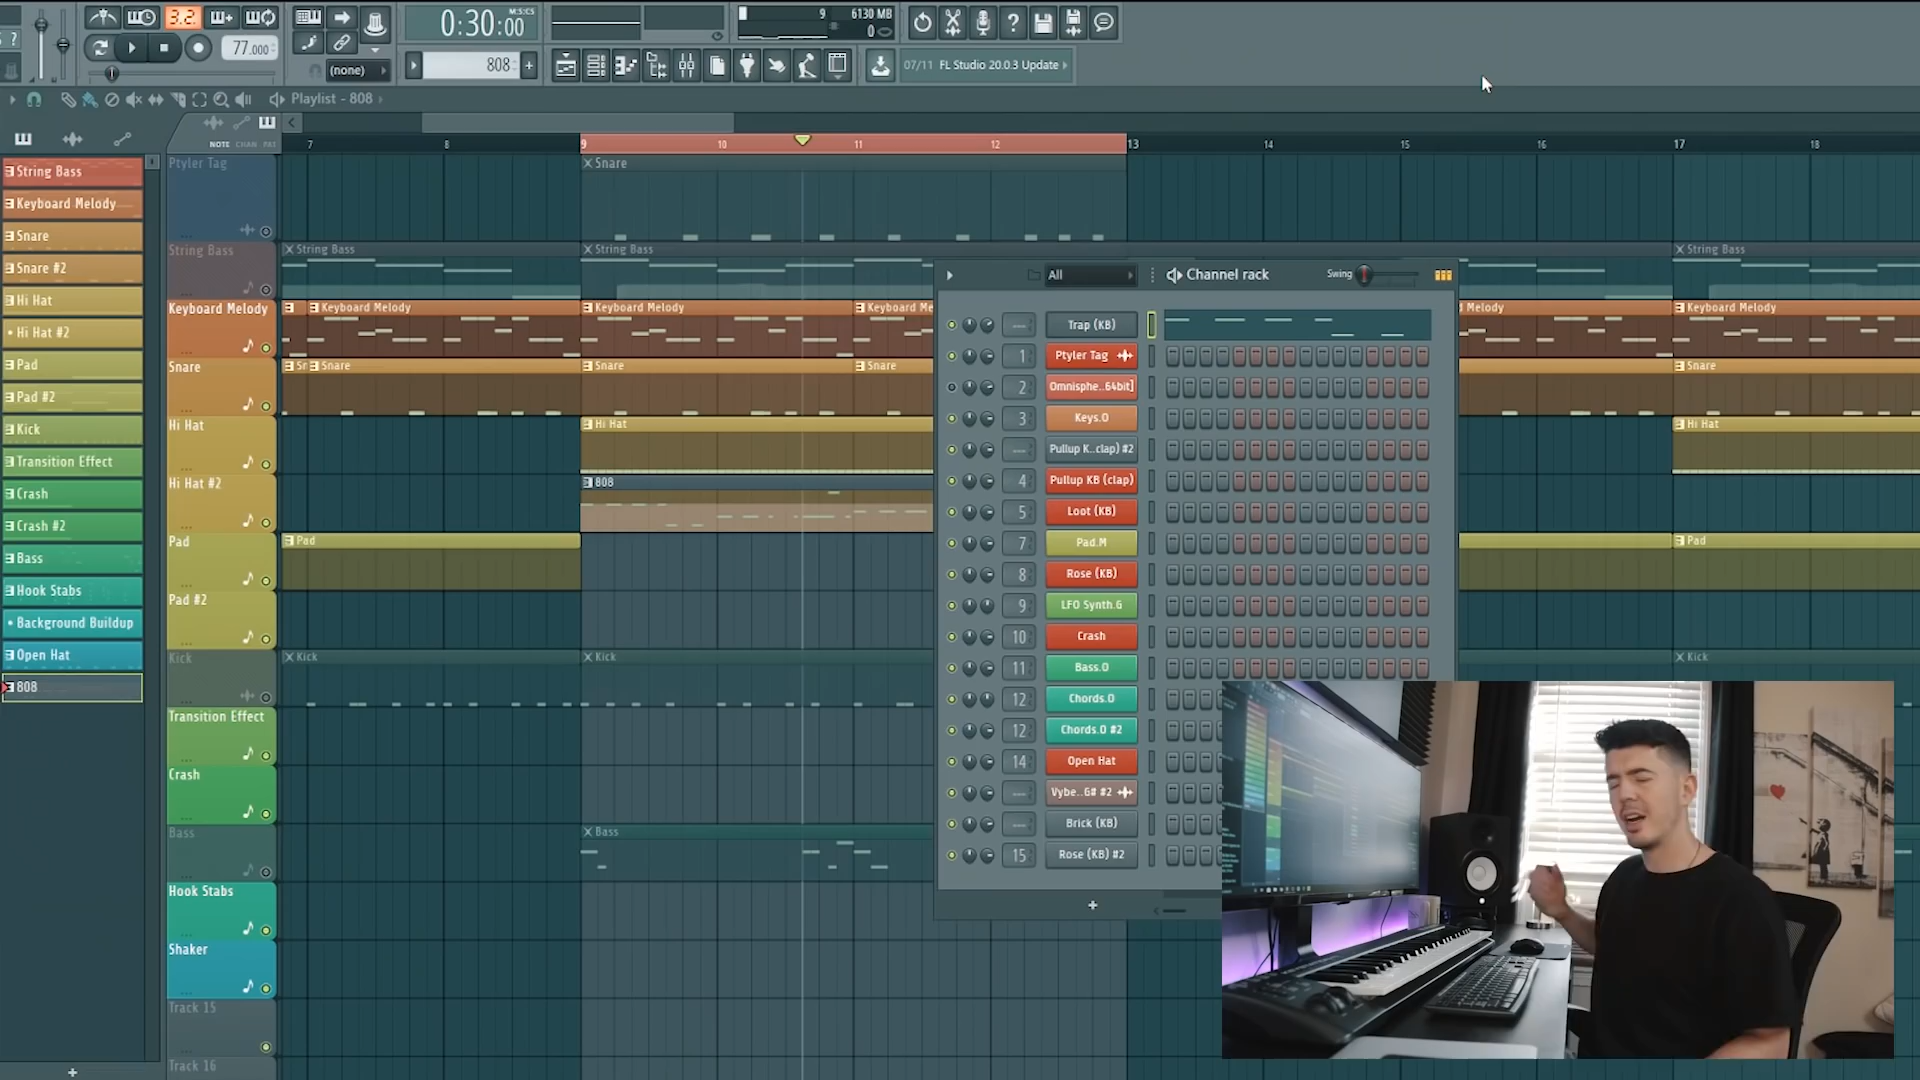 3.2
77.000
(none)
0:30:00
M:S:CS
808
9
6130 MB
0
07/11 FL Studio 20.0.3 Update
Playlist - 808
NOTE CHAN PAT
7
8
9
10
11
12
13
14
15
16
17
18
String Bass
Keyboard Melody
Snare
Snare #2
Hi Hat
Hi Hat #2
Pad
Pad #2
Kick
Transition Effect
Crash
Crash #2
Bass
Hook Stabs
Background Buildup
Open Hat
808
Ptyler Tag
String Bass
Keyboard Melody
Snare
Hi Hat
Hi Hat #2
Pad
Pad #2
Kick
Transition Effect
Crash
Bass
Hook Stabs
Shaker
Track 15
Track 16
Snare
String Bass
String Bass
String Bass
Keyboard Melody
Keyboard Melody
Keyboard Me
Melody
Keyboard Melody
Sn
Snare
Snare
Snare
Snare
Hi Hat
Hi Hat
808
Pad
Pad
Kick
Kick
Kick
Bass
All
Channel rack
Swing
Trap (KB)
1 Ptyler Tag
2 Omnisphe..64bit]
3 Keys.O
Pullup K..clap) #2
4 Pullup KB (clap)
5 Loot (KB)
7 Pad.M
8 Rose (KB)
9 LFO Synth.G
10 Crash
11 Bass.O
12 Chords.O
12 Chords.O #2
14 Open Hat
Vybe..G# #2
Brick (KB)
15 Rose (KB) #2